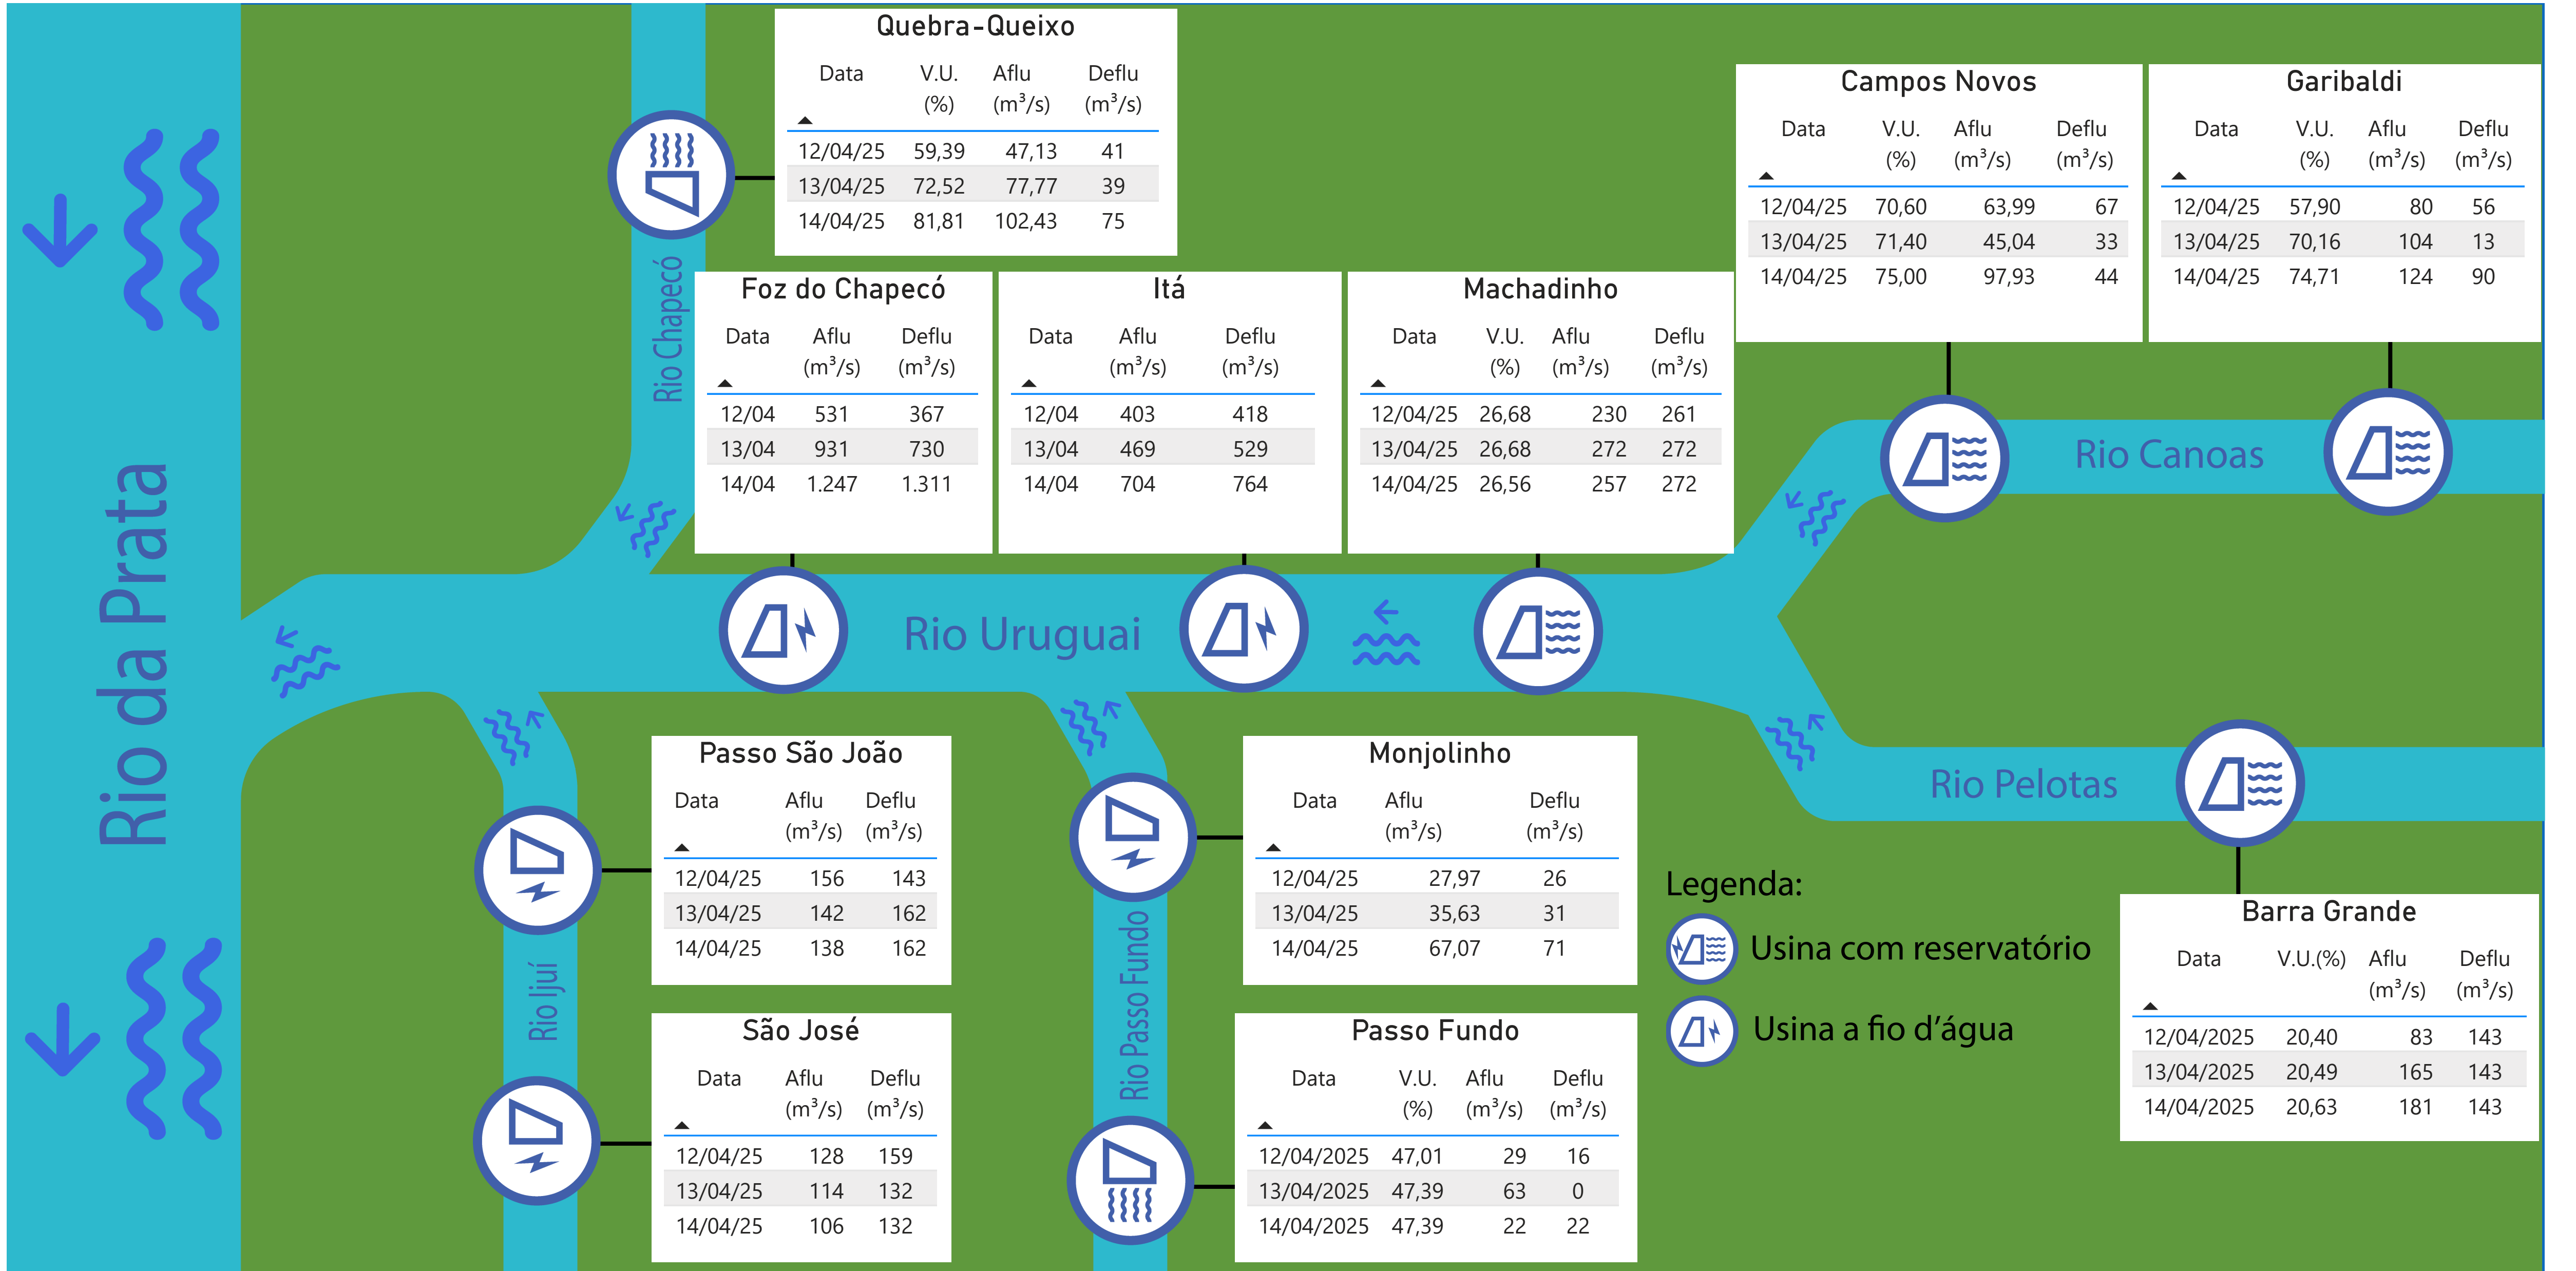 Quebra-Queixo
Data V.U. Aflu Deflu
(%) (m³/s) (m³/s)
12/04/25 59,39 47,13 41
13/04/25 72,52 77,77 39
14/04/25 81,81 102,43 75
Campos Novos
Data V.U. Aflu Deflu
(%) (m³/s) (m³/s)
12/04/25 70,60 63,99 67
13/04/25 71,40 45,04 33
14/04/25 75,00 97,93 44
Garibaldi
Data V.U. Aflu Deflu
(%) (m³/s) (m³/s)
12/04/25 57,90 80 56
13/04/25 70,16 104 13
14/04/25 74,71 124 90
Rio Chapecó
Foz do Chapecó
Data Aflu Deflu
(m³/s) (m³/s)
12/04 531 367
13/04 931 730
14/04 1.247 1.311
Itá
Data Aflu Deflu
(m³/s) (m³/s)
12/04 403 418
13/04 469 529
14/04 704 764
Machadinho
Data V.U. Aflu Deflu
(%) (m³/s) (m³/s)
12/04/25 26,68 230 261
13/04/25 26,68 272 272
14/04/25 26,56 257 272
Rio Canoas
Rio da Prata
Rio Uruguai
Rio Pelotas
Passo São João
Data Aflu Deflu
(m³/s) (m³/s)
12/04/25 156 143
13/04/25 142 162
14/04/25 138 162
Monjolinho
Data Aflu Deflu
(m³/s) (m³/s)
12/04/25 27,97 26
13/04/25 35,63 31
14/04/25 67,07 71
Legenda:
Usina com reservatório
Usina a fio d’água
Barra Grande
Data V.U.(%) Aflu Deflu
(m³/s) (m³/s)
12/04/2025 20,40 83 143
13/04/2025 20,49 165 143
14/04/2025 20,63 181 143
Rio Ijuí
São José
Data Aflu Deflu
(m³/s) (m³/s)
12/04/25 128 159
13/04/25 114 132
14/04/25 106 132
Rio Passo Fundo
Passo Fundo
Data V.U. Aflu Deflu
(%) (m³/s) (m³/s)
12/04/2025 47,01 29 16
13/04/2025 47,39 63 0
14/04/2025 47,39 22 22